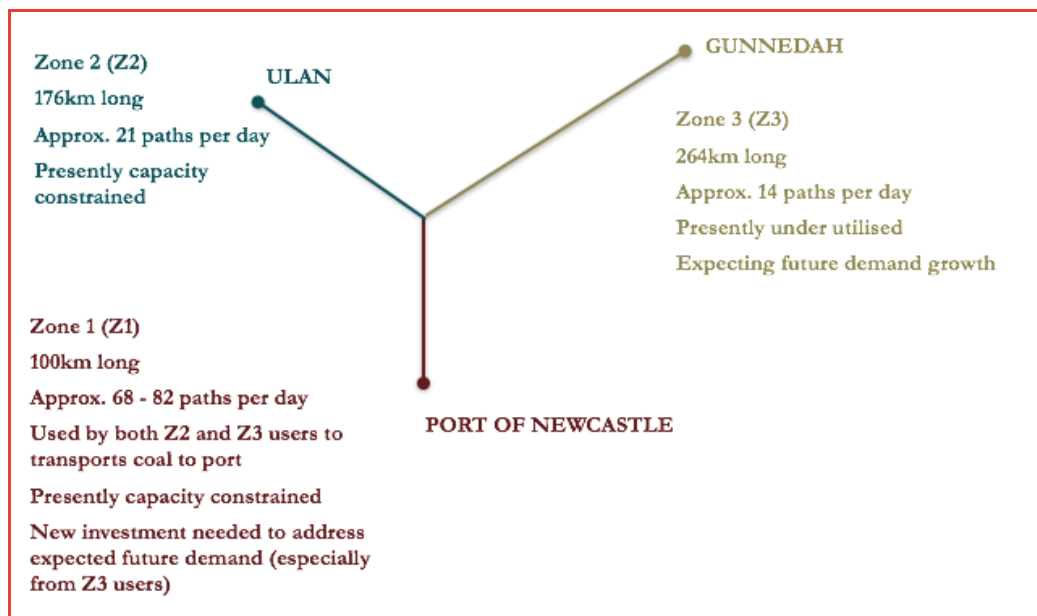 Zone 2 (Z2)
176km long
Approx. 21 paths per day
Presently capacity
constrained
ULAN
GUNNEDAH
Zone 3 (Z3)
264km long
Approx. 14 paths per day
Presently under utilised
Expecting future demand growth
Zone 1 (Z1)
100km long
Approx. 68 - 82 paths per day
Used by both Z2 and Z3 users to
transports coal to port
Presently capacity constrained
New investment needed to address
expected future demand (especially
from Z3 users)
PORT OF NEWCASTLE